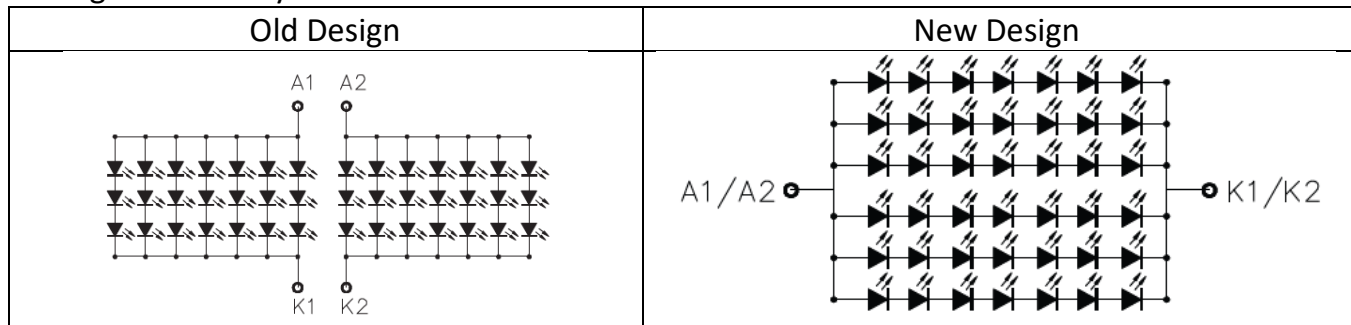 Old Design
New Design
A1 A2
K1 K2
A1/A2
K1/K2